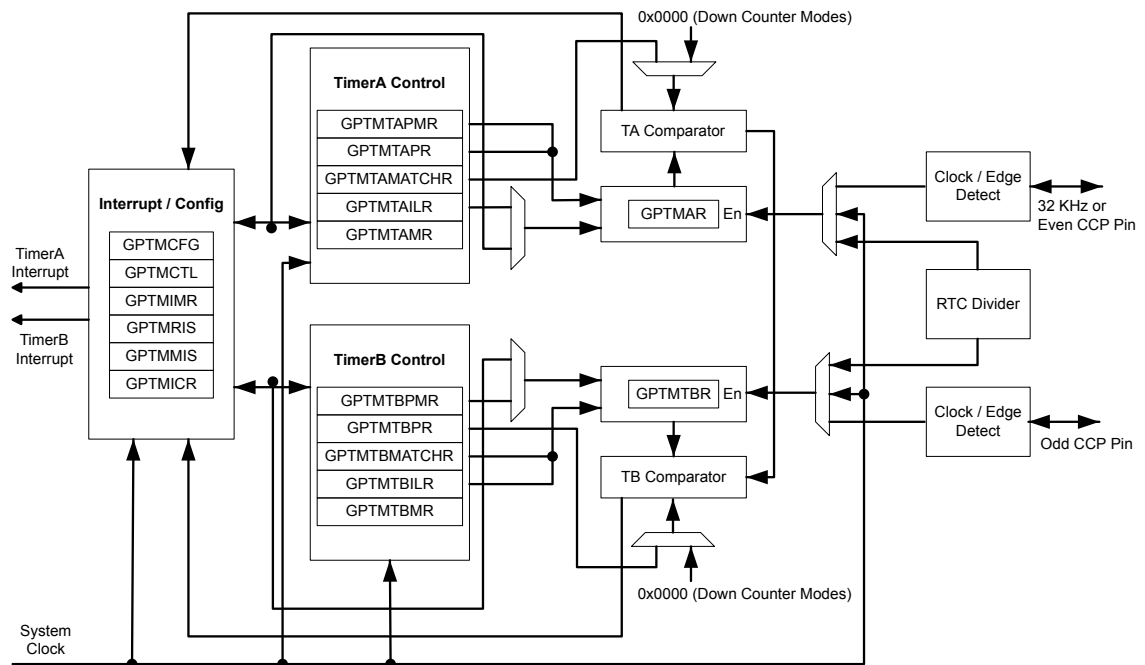 0x0000 (Down Counter Modes)
TimerA Control
GPTMTAPMR
GPTMTAPR
GPTMTAMATCHR
GPTMTAILR
GPTMTAMR
TA Comparator
GPTMAR
En
Clock / Edge
Detect
32 KHz or
Even CCP Pin
Interrupt / Config
GPTMCFG
GPTMCTL
GPTMIMR
GPTMRIS
GPTMMIS
GPTMICR
TimerA
Interrupt
TimerB
Interrupt
RTC Divider
TimerB Control
GPTMTBPMR
GPTMTBPR
GPTMTBMATCHR
GPTMTBILR
GPTMTBMR
GPTMTBR
En
TB Comparator
Clock / Edge
Detect
Odd CCP Pin
0x0000 (Down Counter Modes)
System
Clock